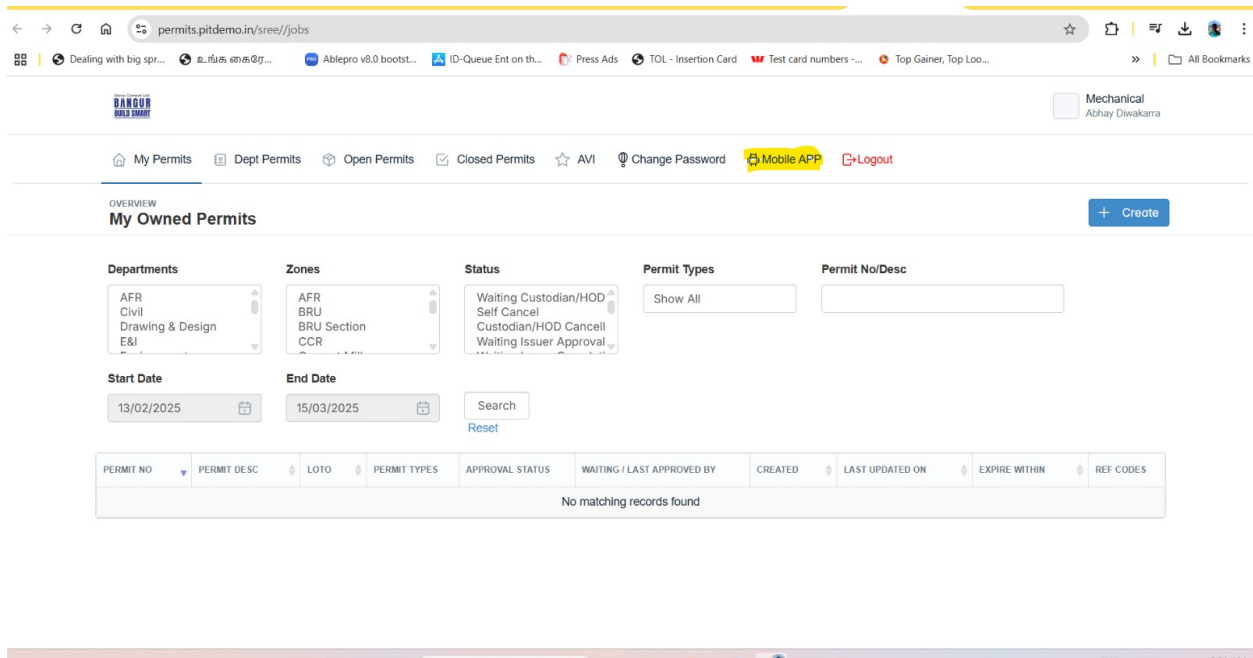 permits.pitdemo.in/sree//jobs
Dealing with big spr... உங்க கைரே... Ablepro v8.0 bootst... ID-Queue Ent on th... Press Ads TOL - Insertion Card Test card numbers -... Top Gainer, Top Loo... » All Bookmarks
Shree Cement Ltd.
BANGUR
BUILD SMART
Mechanical
Abhay Diwakarra
My Permits Dept Permits Open Permits Closed Permits AVI Change Password Mobile APP Logout
OVERVIEW
My Owned Permits
+ Create
Departments Zones Status Permit Types Permit No/Desc
AFR AFR Waiting Custodian/HOD Show All
Civil BRU Self Cancel
Drawing & Design BRU Section Custodian/HOD Cancell
E&I CCR Waiting Issuer Approval
Start Date End Date
13/02/2025 15/03/2025 Search
Reset
PERMIT NO PERMIT DESC LOTO PERMIT TYPES APPROVAL STATUS WAITING / LAST APPROVED BY CREATED LAST UPDATED ON EXPIRE WITHIN REF CODES
No matching records found